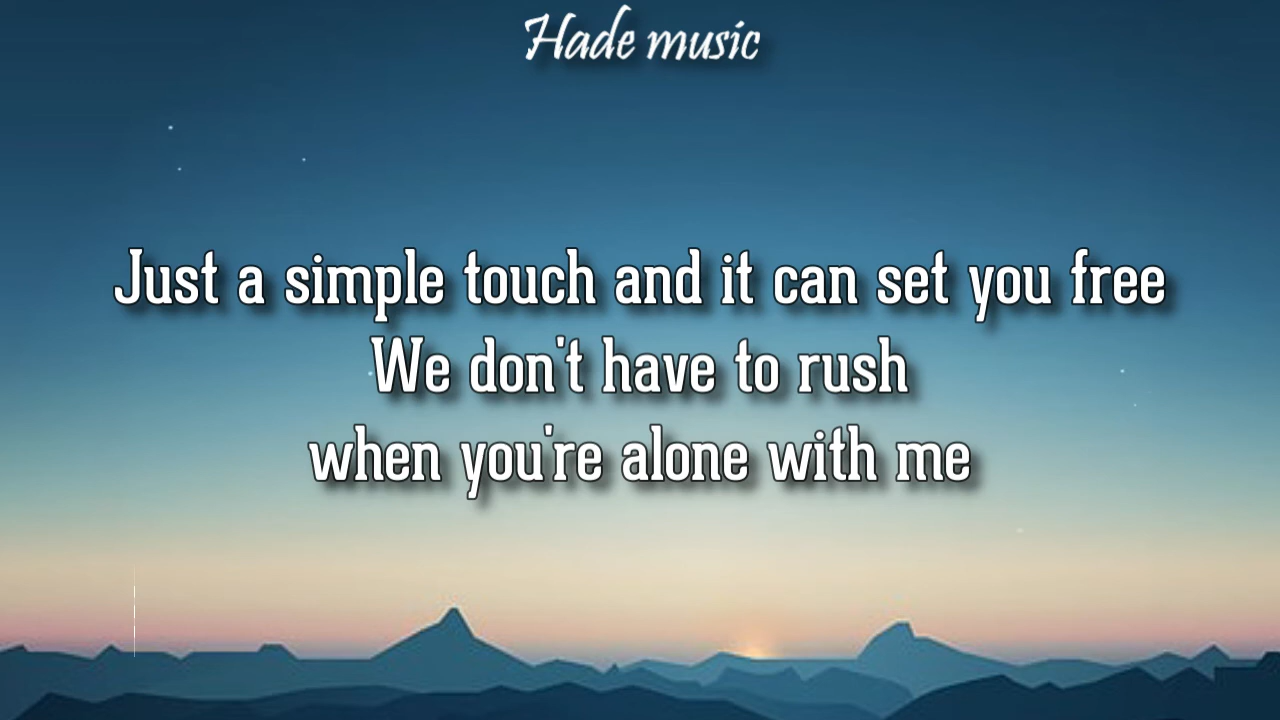 Hade music
Just a simple touch and it can set you free
We don't have to rush
when you're alone with me